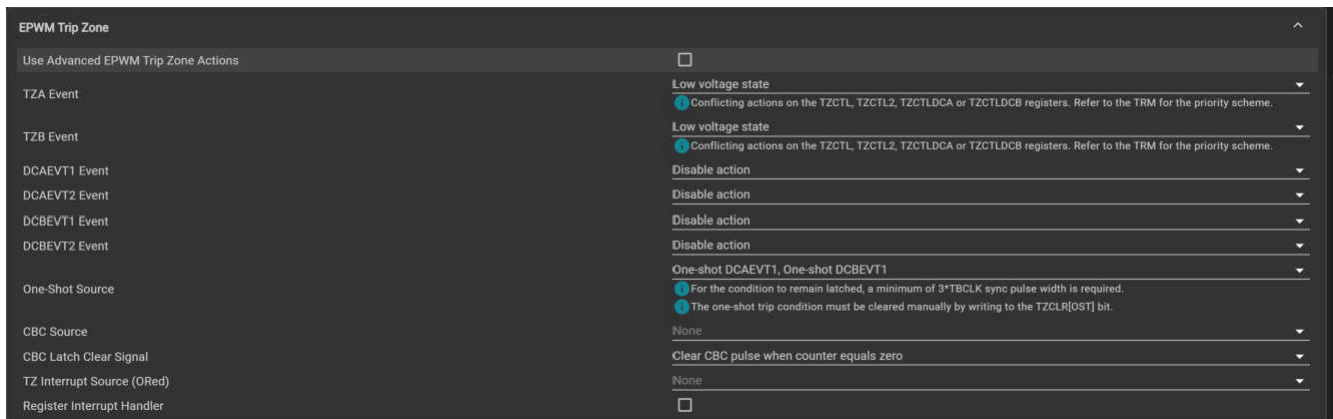 EPWM Trip Zone
Use Advanced EPWM Trip Zone Actions
TZA Event
Low voltage state
Conflicting actions on the TZCTL, TZCTL2, TZCTLDCA or TZCTLDCB registers. Refer to the TRM for the priority scheme.
TZB Event
Low voltage state
Conflicting actions on the TZCTL, TZCTL2, TZCTLDCA or TZCTLDCB registers. Refer to the TRM for the priority scheme.
DCAEVT1 Event
Disable action
DCAEVT2 Event
Disable action
DCBEVT1 Event
Disable action
DCBEVT2 Event
Disable action
One-Shot Source
One-shot DCAEVT1, One-shot DCBEVT1
For the condition to remain latched, a minimum of 3*TBCLK sync pulse width is required.
The one-shot trip condition must be cleared manually by writing to the TZCLR[OST] bit.
CBC Source
None
CBC Latch Clear Signal
Clear CBC pulse when counter equals zero
TZ Interrupt Source (ORed)
None
Register Interrupt Handler